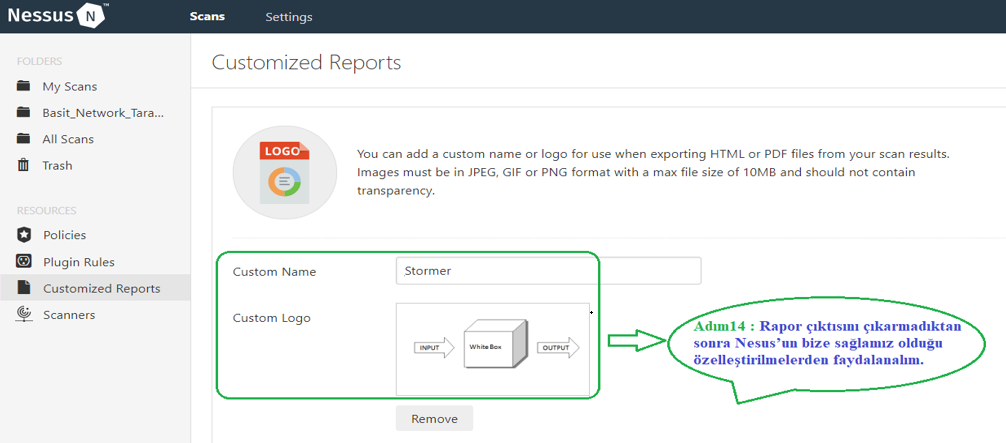 Nessus N ™
Scans Settings
FOLDERS
My Scans
Basit_Network_Tara...
All Scans
Trash
RESOURCES
Policies
Plugin Rules
Customized Reports
Scanners
Customized Reports
LOGO
You can add a custom name or logo for use when exporting HTML or PDF files from your scan results.
Images must be in JPEG, GIF or PNG format with a max file size of 10MB and should not contain
transparency.
Custom Name
Stormer
Custom Logo
INPUT
White Box
OUTPUT
Remove
Adım14 : Rapor çıktısını çıkarmadıktan
sonra Nesus’un bize sağlamız olduğu
özelleştirilmelerden faydalanalım.